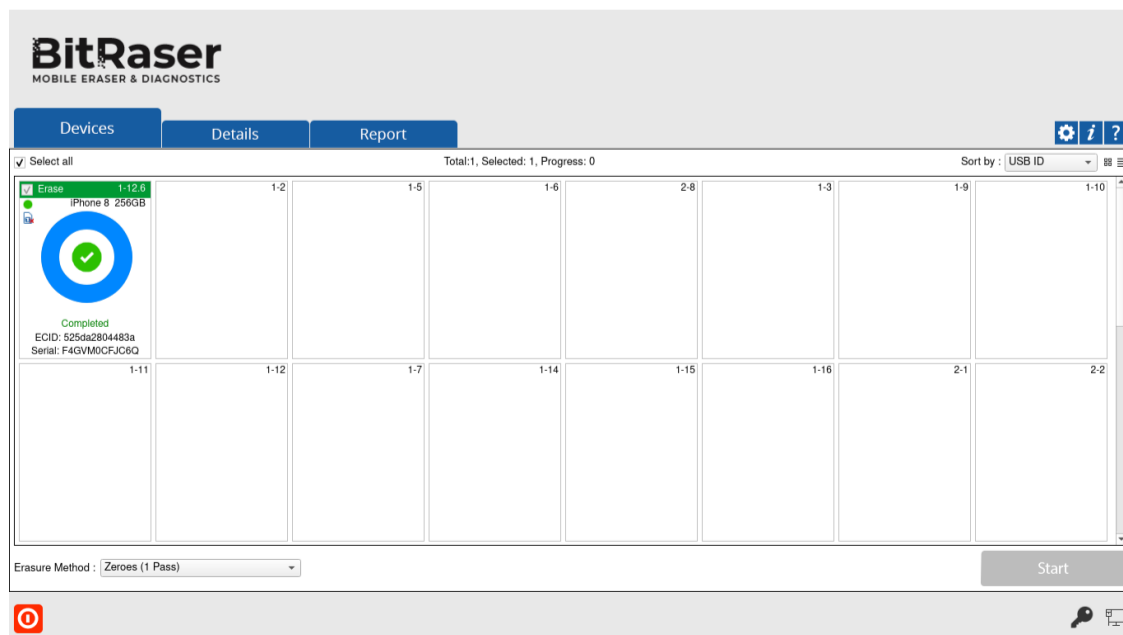 BitRaser
MOBILE ERASER & DIAGNOSTICS
Devices
Details
Report
i
?
Select all
Total:1, Selected: 1, Progress: 0
Sort by : USB ID
Erase 1-12.6
iPhone 8 256GB
Completed
ECID: 525da2804483a
Serial: F4GVM0CFJC6Q
1-2
1-5
1-6
2-8
1-3
1-9
1-10
1-11
1-12
1-7
1-14
1-15
1-16
2-1
2-2
Erasure Method : Zeroes (1 Pass)
Start